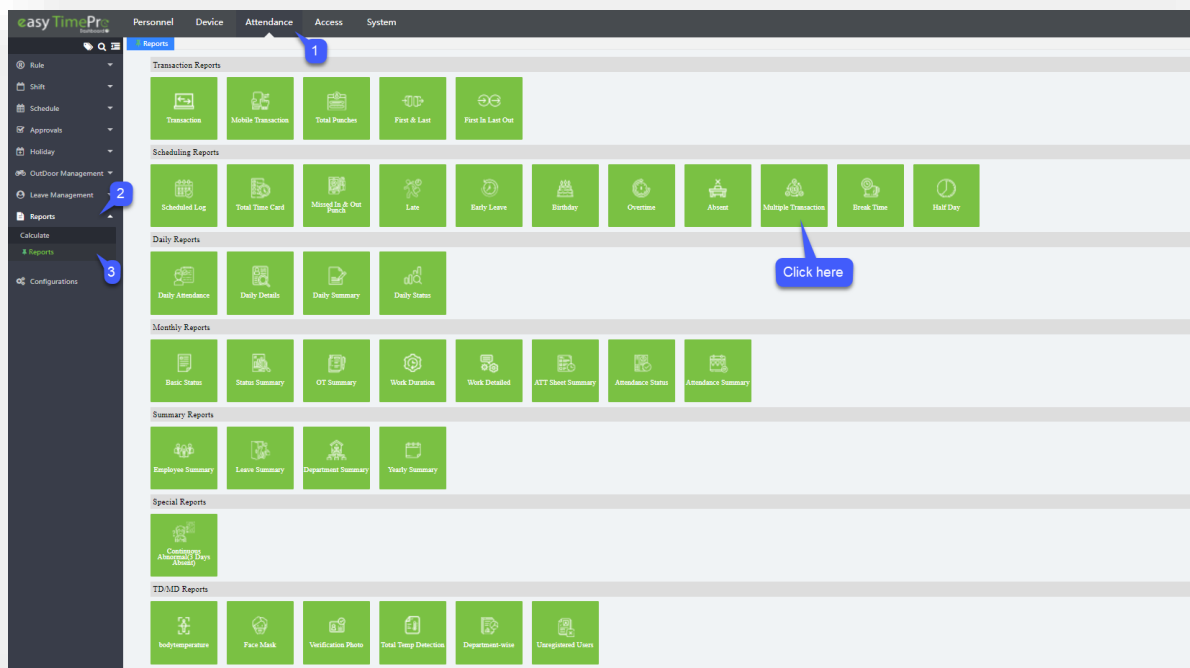 easy TimePro
Dashboard
Personnel Device Attendance Access System
Reports
1
Rule
Shift
Schedule
Approvals
Holiday
OutDoor Management
Leave Management
2
Reports
Calculate
Reports
3
Configurations
Transaction Reports
Transaction
Mobile Transaction
Total Punches
First & Last
First In Last Out
Scheduling Reports
Scheduled Log
Total Time Card
Missed In & Out
Punch
Late
Early Leave
Birthday
Overtime
Absent
Multiple Transaction
Break Time
Half Day
Click here
Daily Reports
Daily Attendance
Daily Details
Daily Summary
Daily Status
Monthly Reports
Basic Status
Status Summary
OT Summary
Work Duration
Work Detailed
ATT Sheet Summary
Attendance Status
Attendance Summary
Summary Reports
Employee Summary
Leave Summary
Department Summary
Yearly Summary
Special Reports
Continuous
Abnormal(5 Days
Absent)
TD/MD Reports
bodytemperature
Face Mask
Verification Photo
Total Temp Detection
Department-wise
Unregistered Users